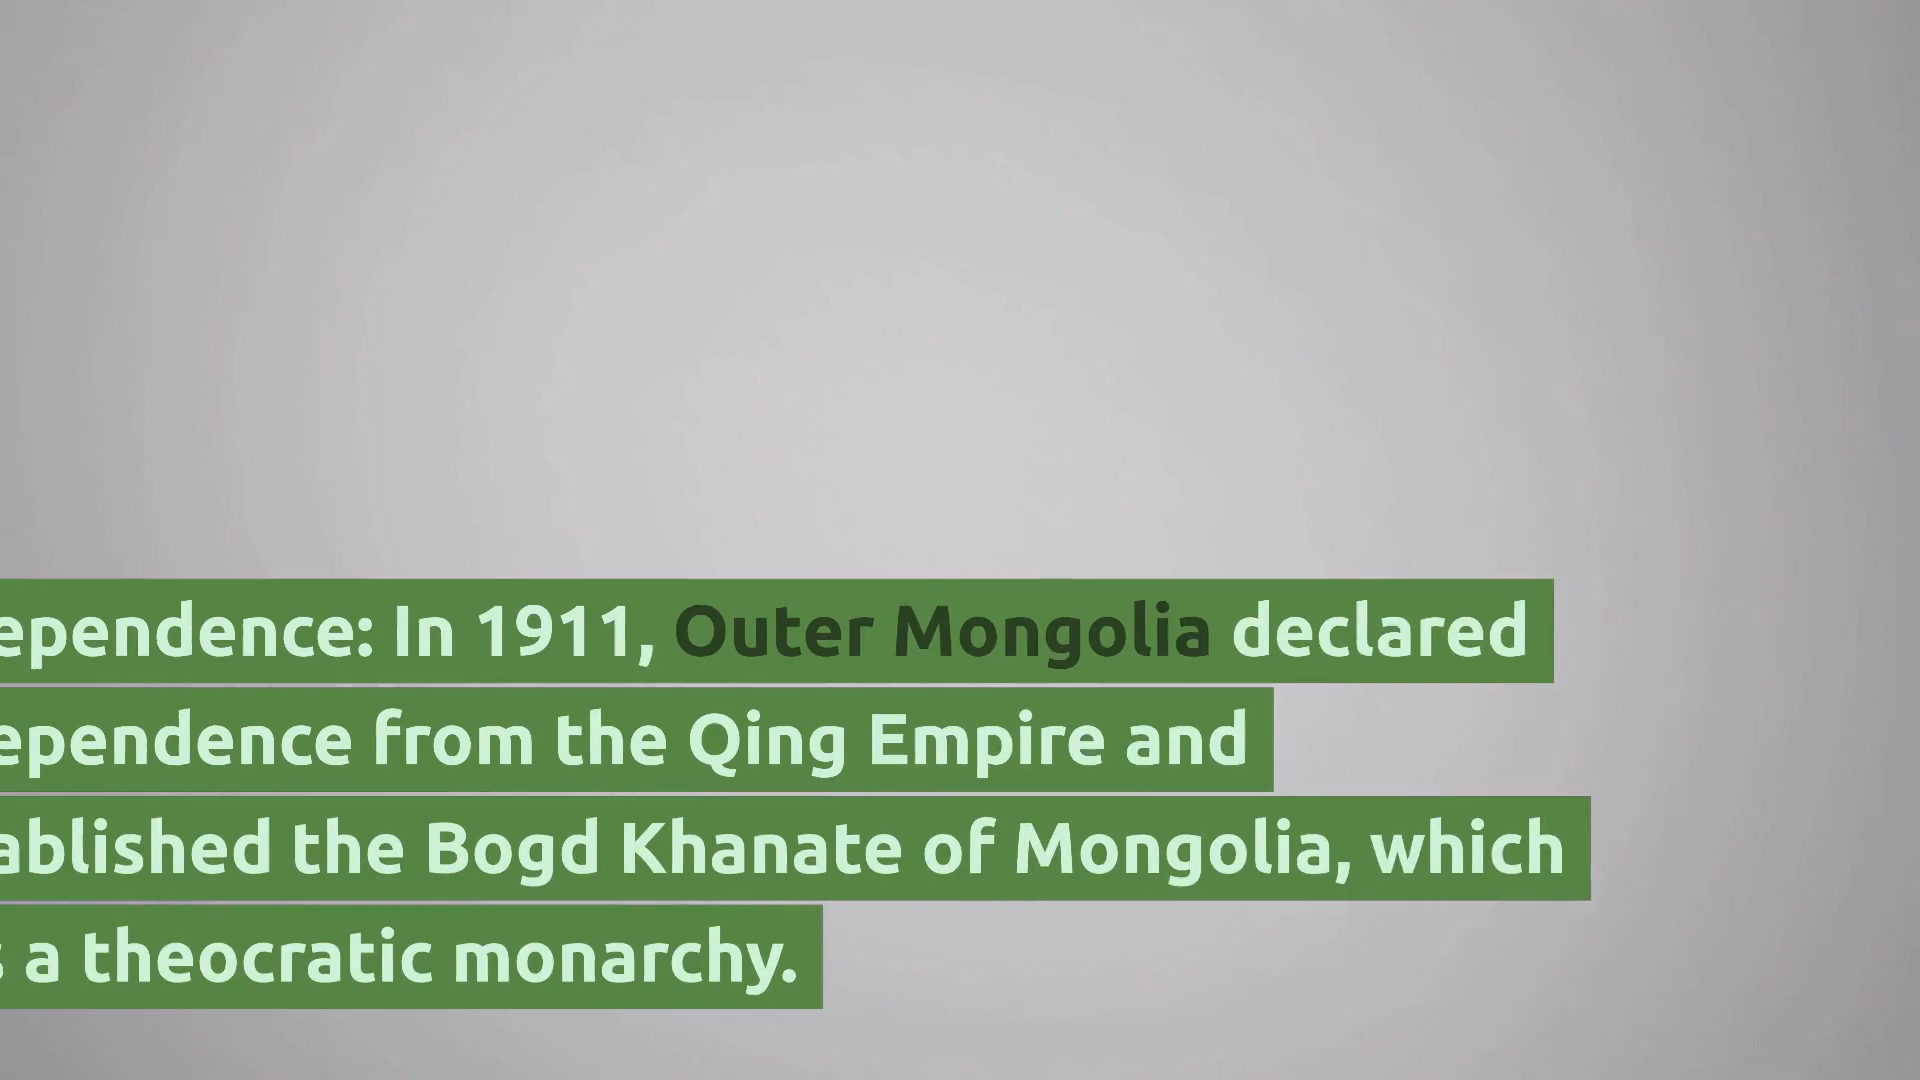 ependence: In 1911, Outer Mongolia declared
ependence from the Qing Empire and
ablished the Bogd Khanate of Mongolia, which
s a theocratic monarchy.